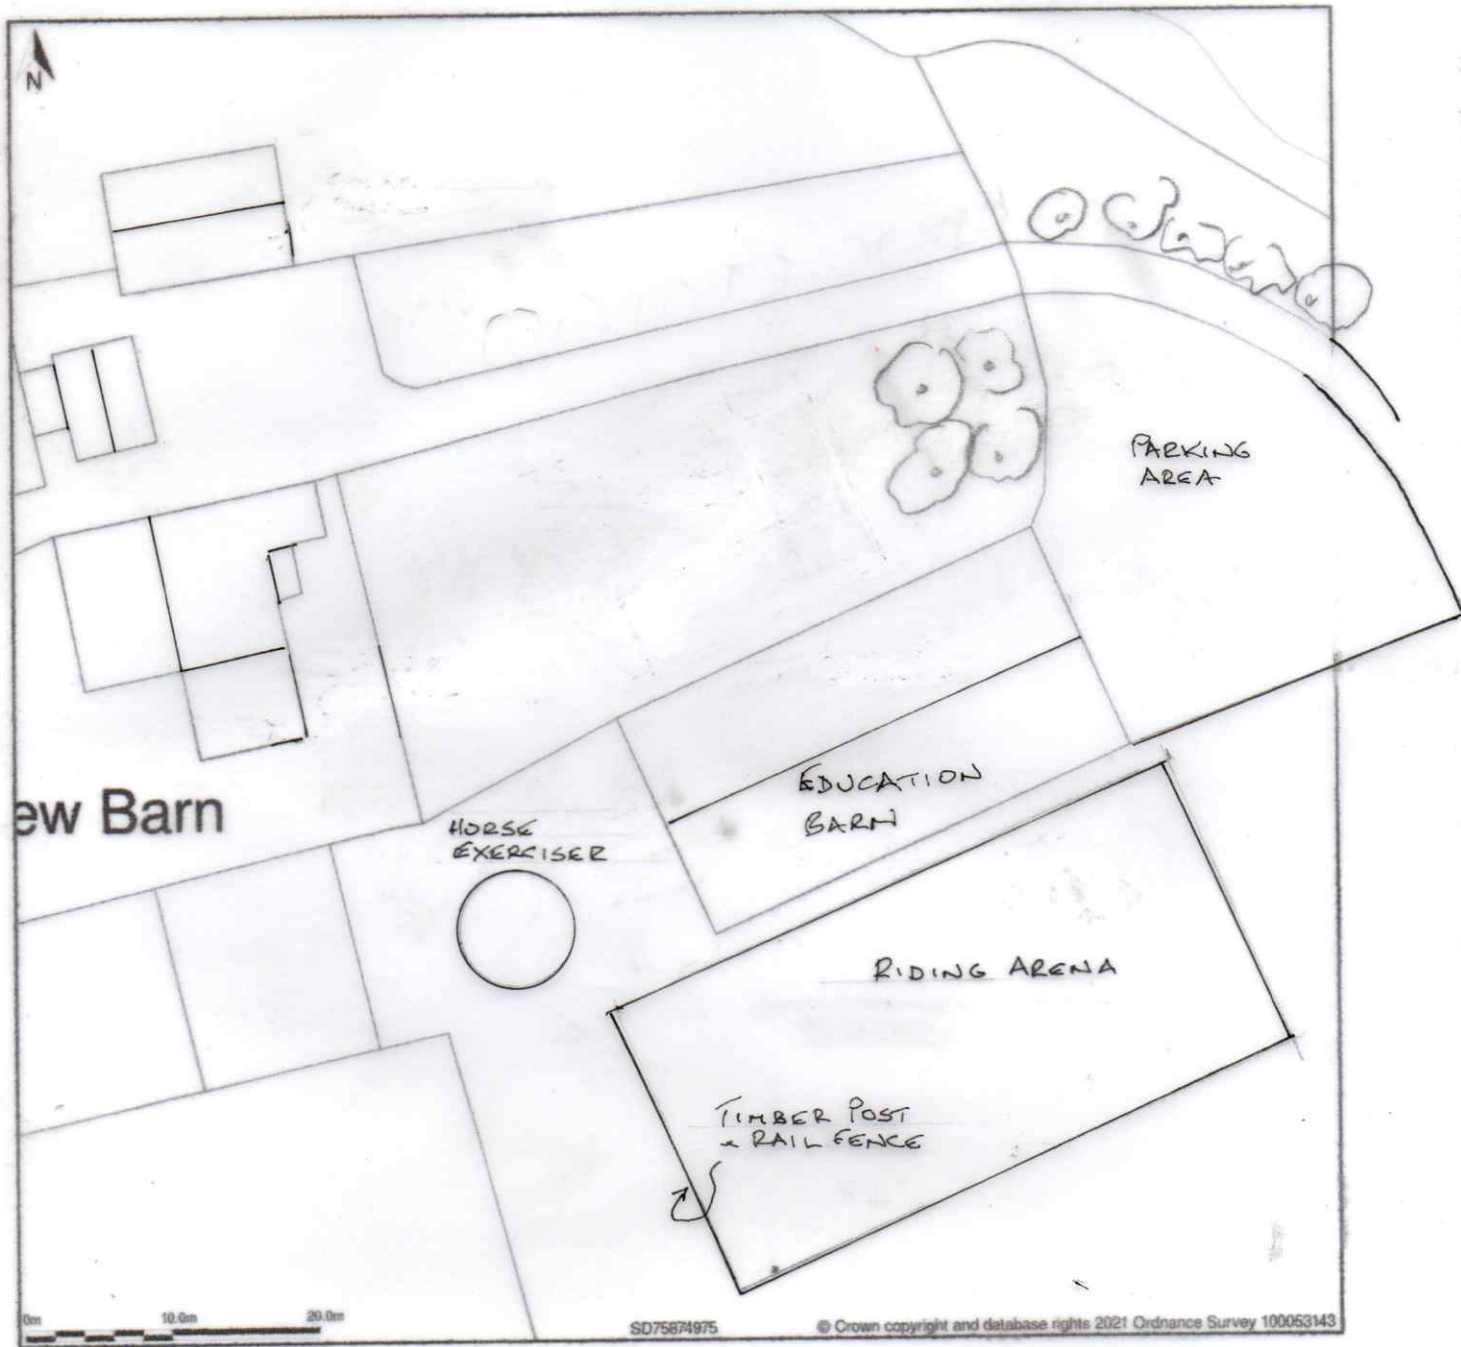 N
PARKING
AREA
EDUCATION
BARN
ew Barn
HORSE
EXERCISER
RIDING ARENA
TIMBER POST
& RAIL FENCE
0m 10.0m 20.0m
SD75874975
© Crown copyright and database rights 2021 Ordnance Survey 100053143